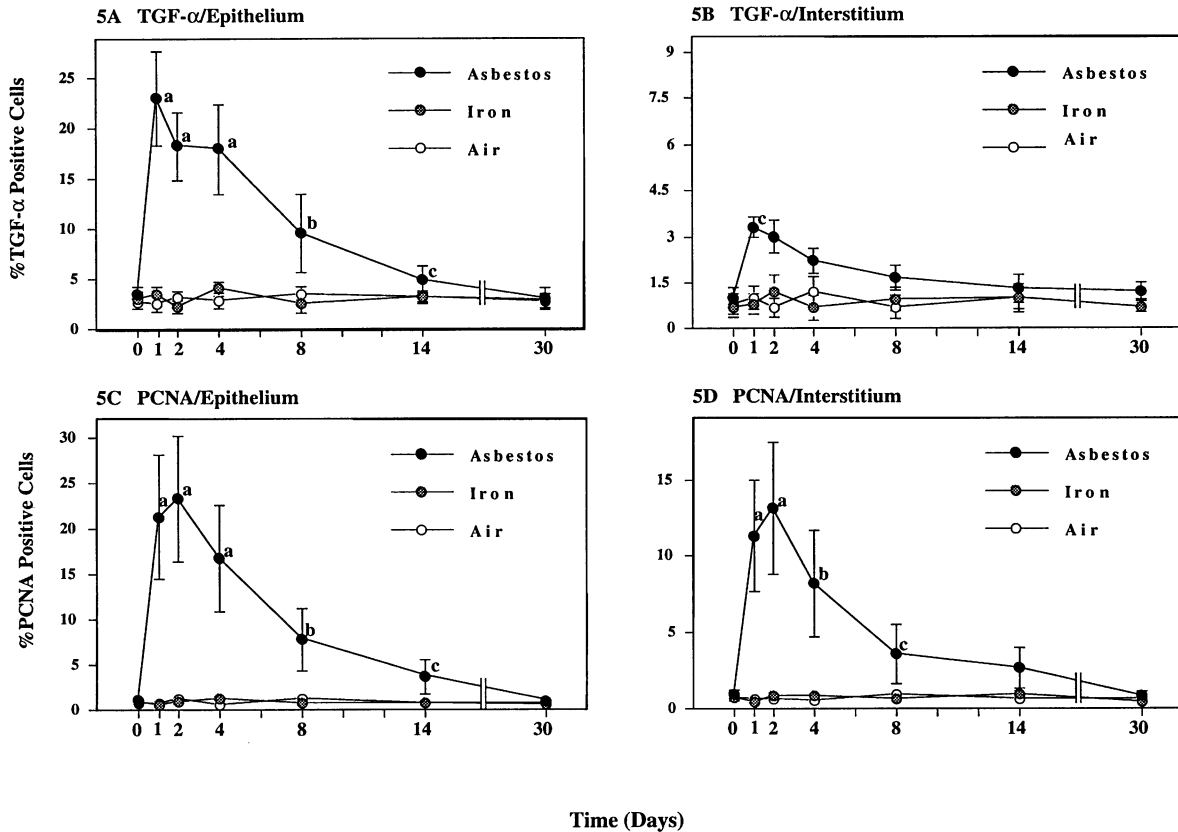 5A TGF-α/Epithelium
%TGF-α Positive Cells
25
20
15
10
5
0
Asbestos
Iron
Air
a
a
a
b
c
0 1 2 4 8 14 30
5B TGF-α/Interstitium
9
7.5
6
4.5
3
1.5
0
Asbestos
Iron
Air
c
0 1 2 4 8 14 30
5C PCNA/Epithelium
%PCNA Positive Cells
30
25
20
15
10
5
0
Asbestos
Iron
Air
a
a
a
b
c
0 1 2 4 8 14 30
5D PCNA/Interstitium
15
10
5
0
Asbestos
Iron
Air
a
a
b
c
0 1 2 4 8 14 30
Time (Days)